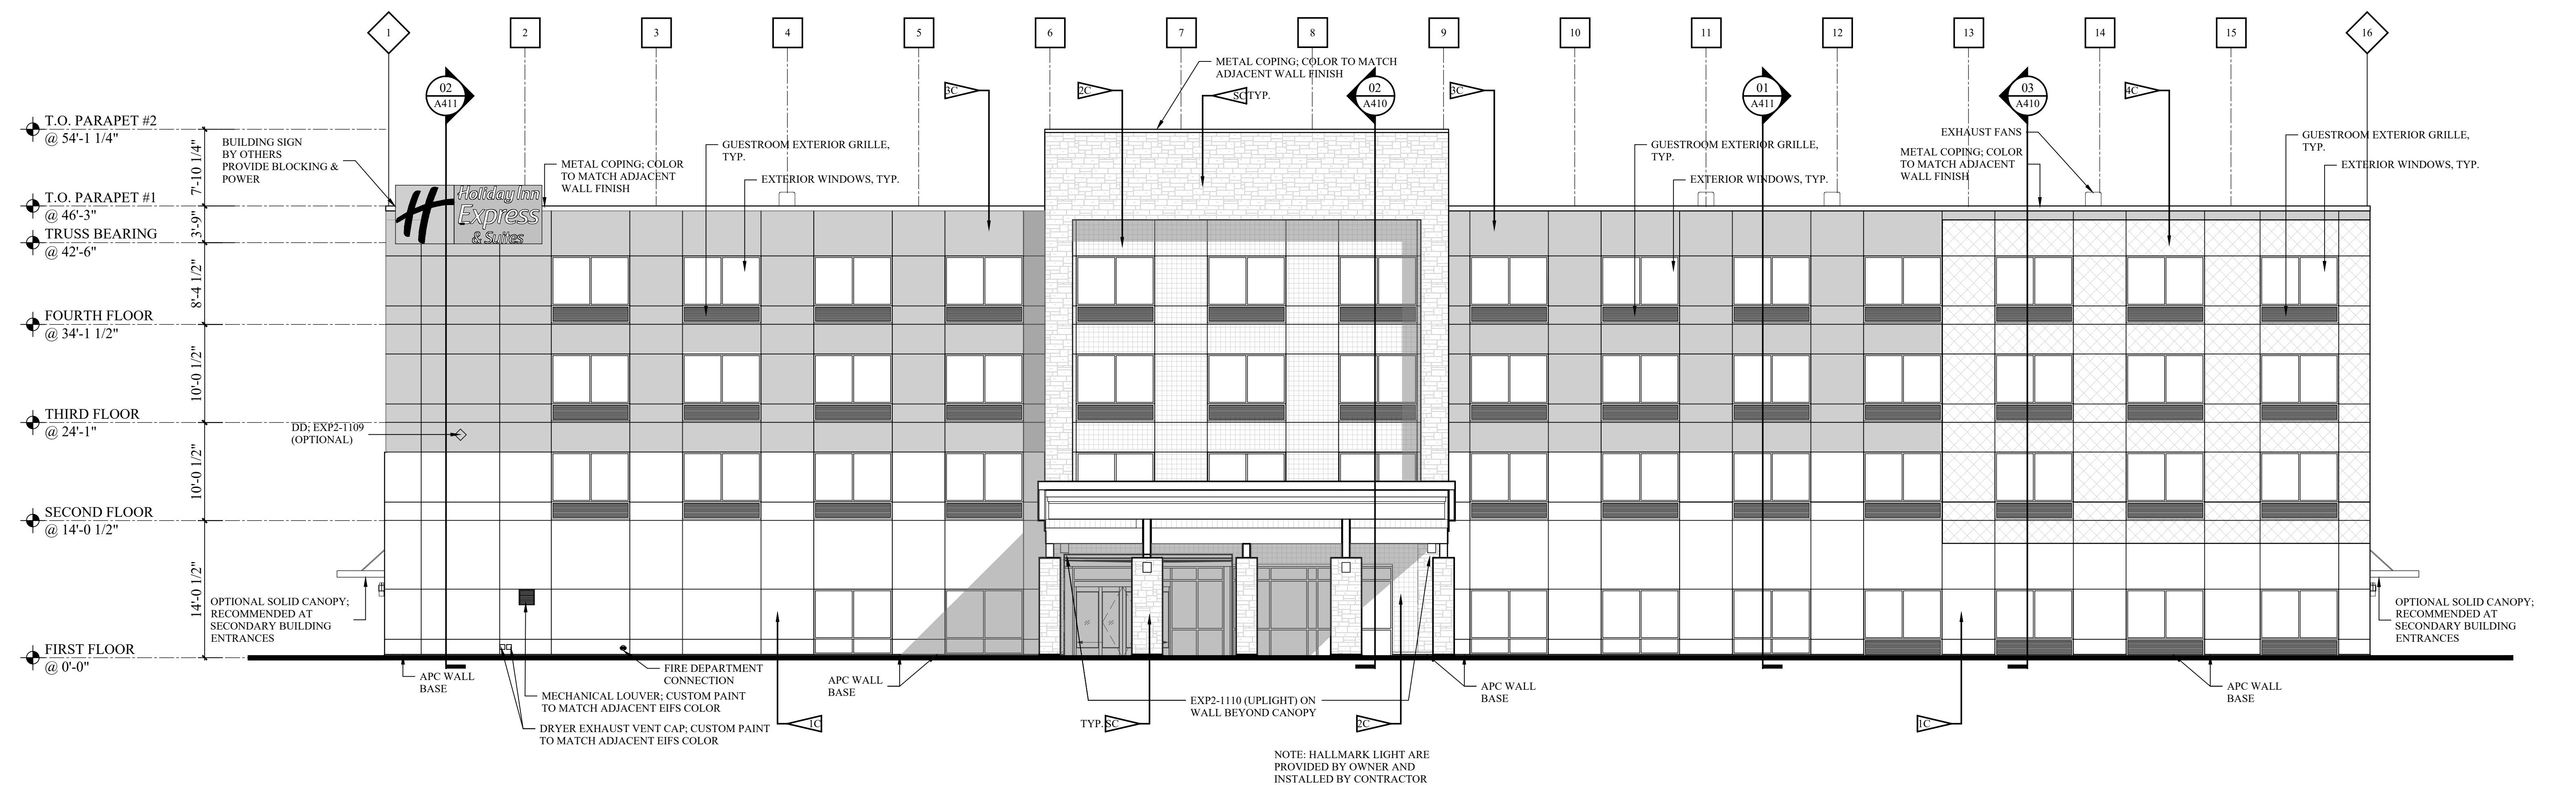 1
2
3
4
5
6
7
8
9
10
11
12
13
14
15
16
02
A411
3C
2C
METAL COPING; COLOR TO MATCH
ADJACENT WALL FINISH
SC TYP.
02
A410
3C
01
A411
03
A410
4C
T.O. PARAPET #2
@ 54'-1 1/4"
7'-10 1/4"
T.O. PARAPET #1
@ 46'-3"
3'-9"
TRUSS BEARING
@ 42'-6"
8'-4 1/2"
FOURTH FLOOR
@ 34'-1 1/2"
10'-0 1/2"
THIRD FLOOR
@ 24'-1"
10'-0 1/2"
SECOND FLOOR
@ 14'-0 1/2"
14'-0 1/2"
FIRST FLOOR
@ 0'-0"
BUILDING SIGN
BY OTHERS
PROVIDE BLOCKING &
POWER
H
Holiday Inn
Express
& Suites
METAL COPING; COLOR
TO MATCH ADJACENT
WALL FINISH
GUESTROOM EXTERIOR GRILLE,
TYP.
EXTERIOR WINDOWS, TYP.
GUESTROOM EXTERIOR GRILLE,
TYP.
EXTERIOR WINDOWS, TYP.
EXHAUST FANS
METAL COPING; COLOR
TO MATCH ADJACENT
WALL FINISH
GUESTROOM EXTERIOR GRILLE,
TYP.
EXTERIOR WINDOWS, TYP.
DD; EXP2-1109
(OPTIONAL)
OPTIONAL SOLID CANOPY;
RECOMMENDED AT
SECONDARY BUILDING
ENTRANCES
OPTIONAL SOLID CANOPY;
RECOMMENDED AT
SECONDARY BUILDING
ENTRANCES
APC WALL
BASE
FIRE DEPARTMENT
CONNECTION
MECHANICAL LOUVER; CUSTOM PAINT
TO MATCH ADJACENT EIFS COLOR
DRYER EXHAUST VENT CAP; CUSTOM PAINT
TO MATCH ADJACENT EIFS COLOR
1C
APC WALL
BASE
TYP. SC
EXP2-1110 (UPLIGHT) ON
WALL BEYOND CANOPY
2C
APC WALL
BASE
1C
APC WALL
BASE
NOTE: HALLMARK LIGHT ARE
PROVIDED BY OWNER AND
INSTALLED BY CONTRACTOR